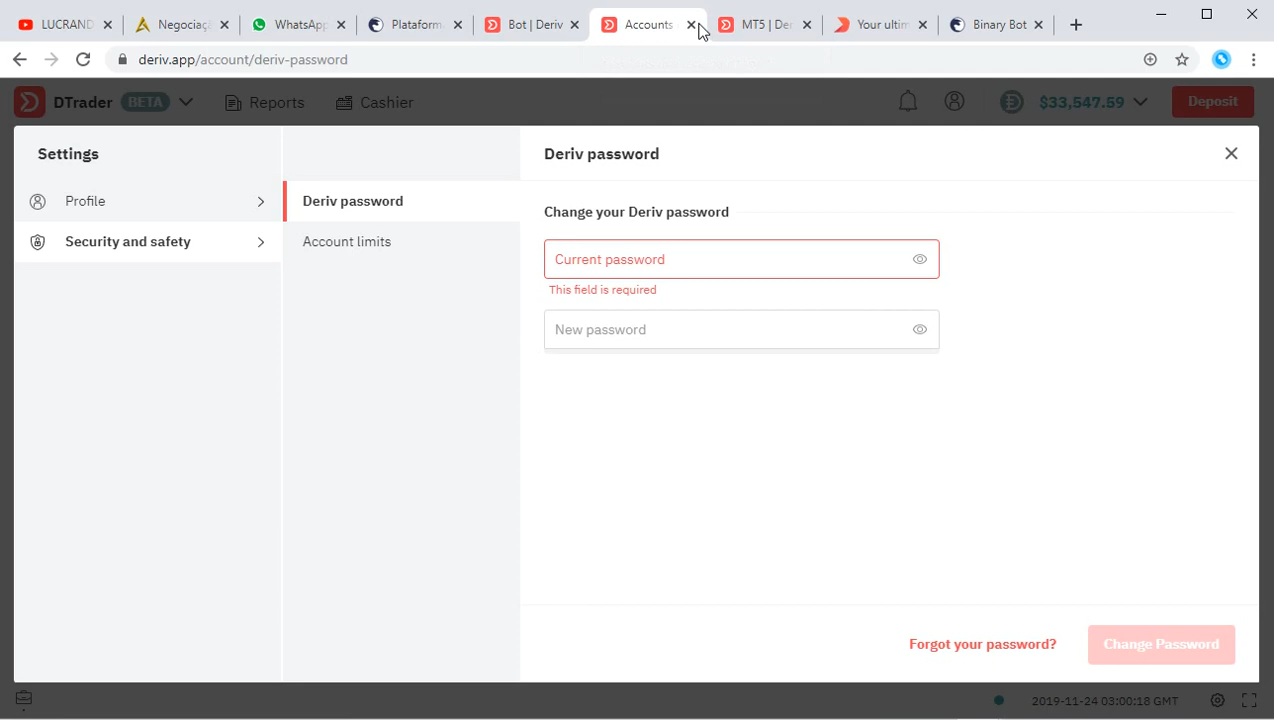 LUCRAND
Negociaç
WhatsApp
Plataform
Bot | Deriv
Accounts
MT5 | De
Your ultim
Binary Bot
deriv.app/account/deriv-password
DTrader BETA
Reports
Cashier
$33,547.59
Deposit
Settings
Deriv password
Profile
Deriv password
Change your Deriv password
Security and safety
Account limits
Current password
This field is required
New password
Forgot your password?
Change Password
2019-11-24 03:00:18 GMT